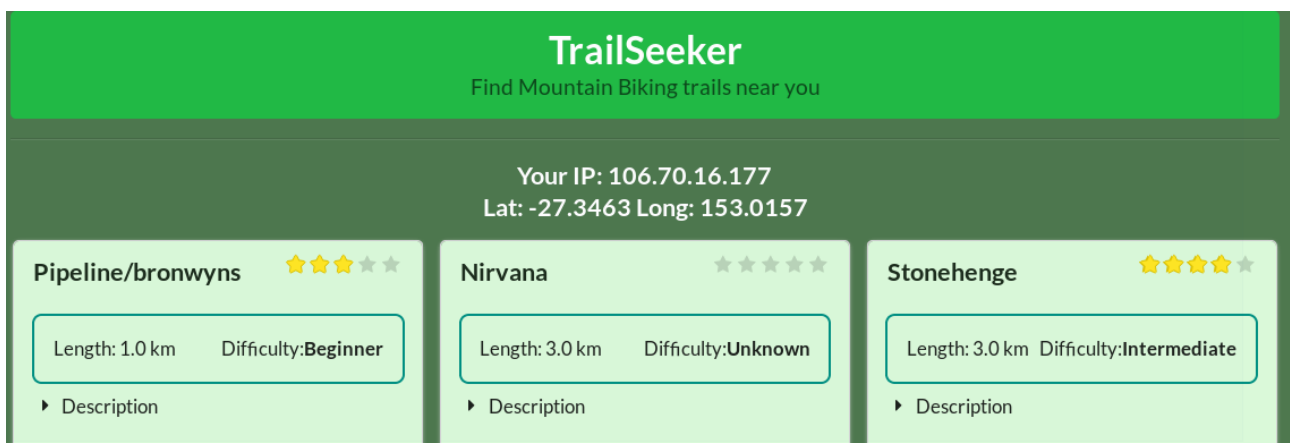 TrailSeeker
Find Mountain Biking trails near you
Your IP: 106.70.16.177
Lat: -27.3463 Long: 153.0157
Pipeline/bronwyns
Length: 1.0 km Difficulty:Beginner
Description
Nirvana
Length: 3.0 km Difficulty:Unknown
Description
Stonehenge
Length: 3.0 km Difficulty:Intermediate
Description